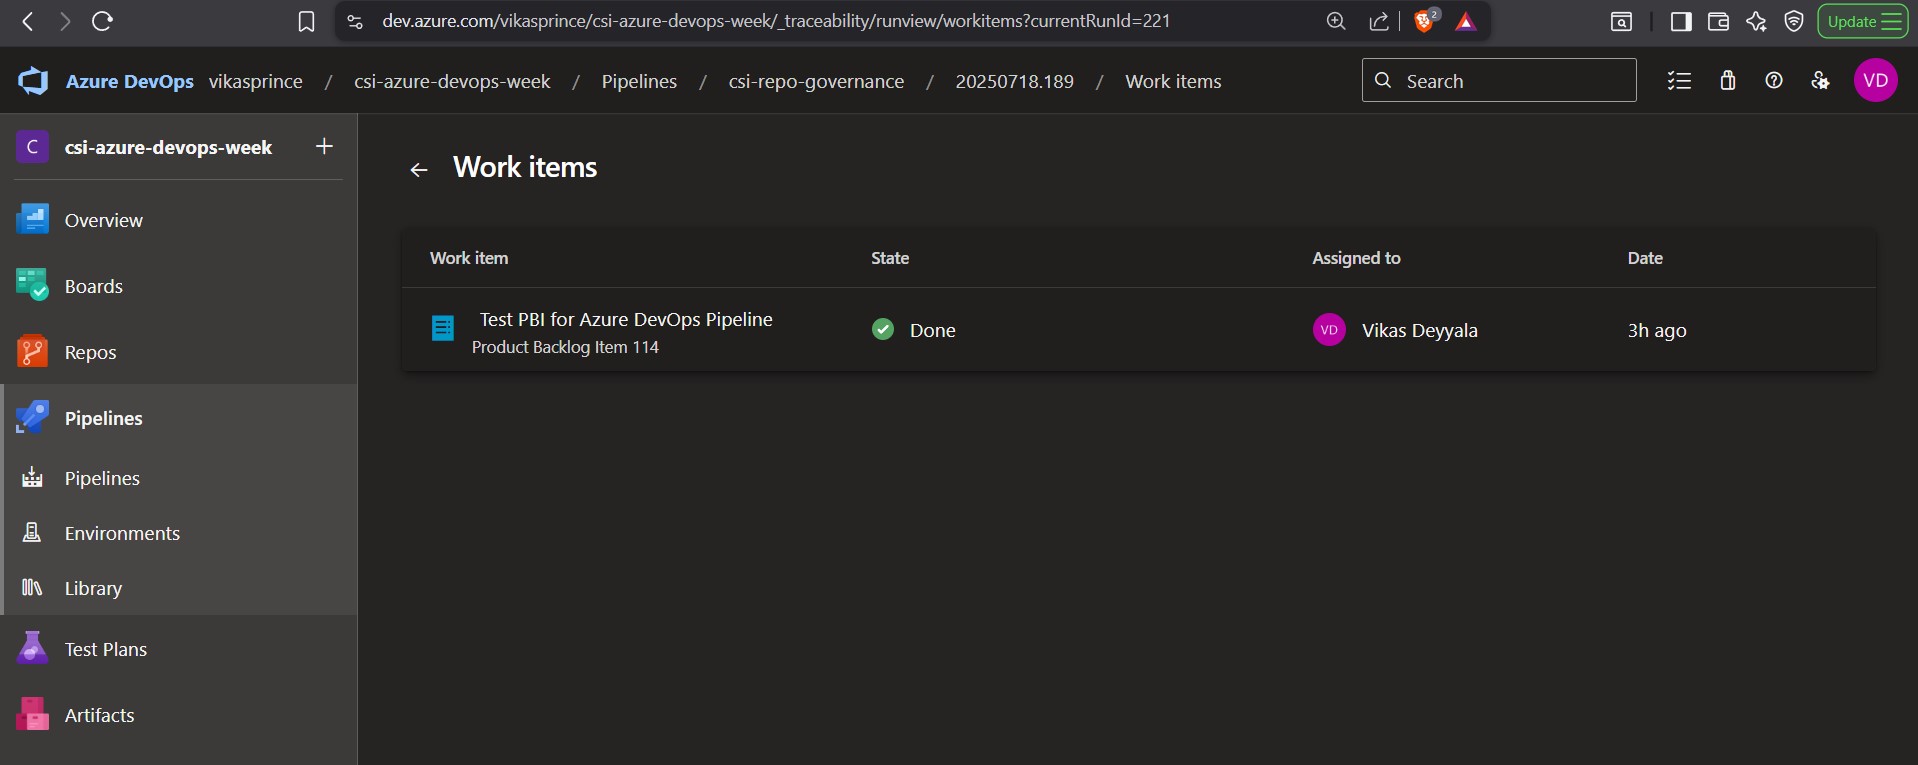 dev.azure.com/vikasprince/csi-azure-devops-week/_traceability/runview/workitems?currentRunId=221
2
Update
Azure DevOps vikasprince / csi-azure-devops-week / Pipelines / csi-repo-governance / 20250718.189 / Work items
Search
VD
C csi-azure-devops-week +
Overview
Boards
Repos
Pipelines
Pipelines
Environments
Library
Test Plans
Artifacts
Work items
Work item State Assigned to Date
Test PBI for Azure DevOps Pipeline
Product Backlog Item 114
Done
VD Vikas Deyyala
3h ago